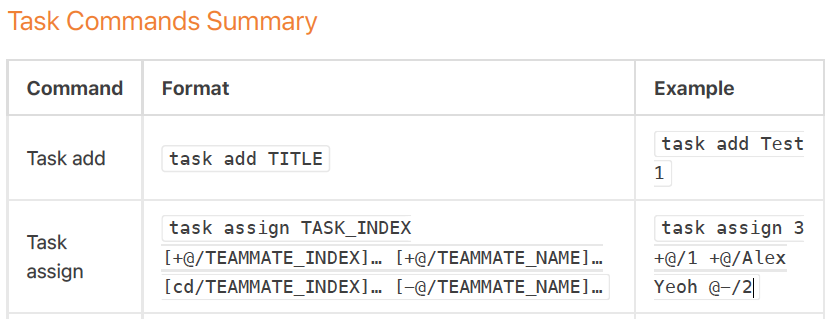 Task Commands Summary
Command Format Example
Task add task add TITLE task add Test
1
Task
assign
task assign TASK_INDEX
[+@/TEAMMATE_INDEX]… [+@/TEAMMATE_NAME]…
[cd/TEAMMATE_INDEX]… [−@/TEAMMATE_NAME]…
task assign 3
+@/1 +@/Alex
Yeoh @−/2